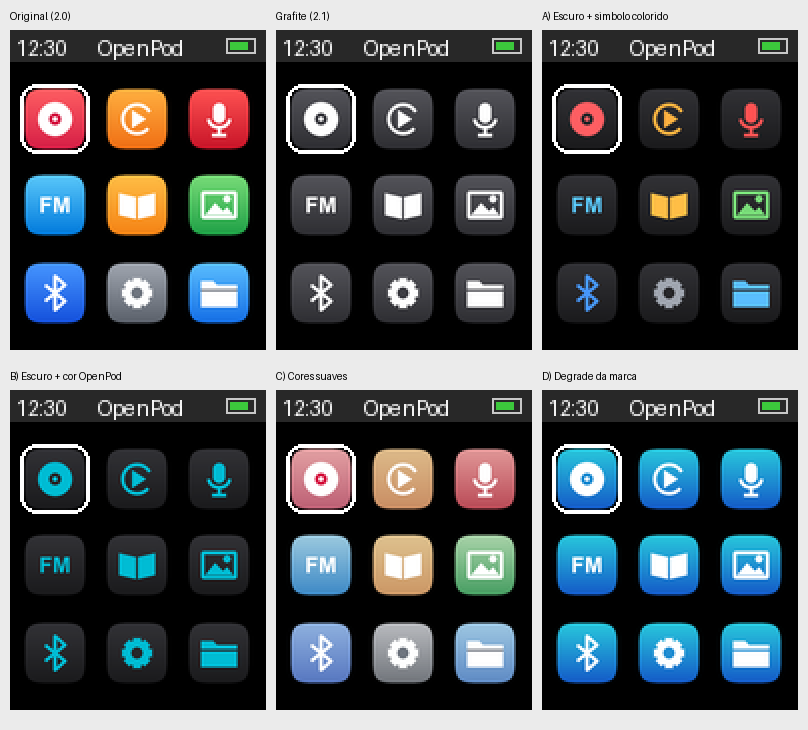 Original (2.0)
12:30 OpenPod
FM
Grafite (2.1)
12:30 OpenPod
FM
A) Escuro + simbolo colorido
12:30 OpenPod
FM
B) Escuro + cor OpenPod
12:30 OpenPod
FM
C) Cores suaves
12:30 OpenPod
FM
D) Degrade da marca
12:30 OpenPod
FM